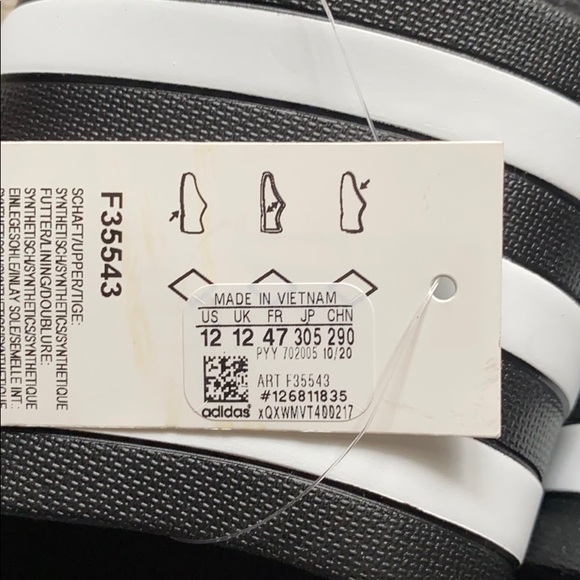 F35543
SCHAFT/UPPER/TIGE:
SYNTHETISCH/SYNTHETICS/SYNTHETIQUE
FUTTER/LINING/DOUBLURE:
SYNTHETISCH/SYNTHETICS/SYNTHETIQUE
EINLEGESOHLE/INLAY SOLE/SEMELLE INT:
MADE IN VIETNAM
US UK FR JP CHN
12 12 47 305 290
PYY 702005 10/20
ART F35543
#126811835
adidas xQXWMVT4D0217